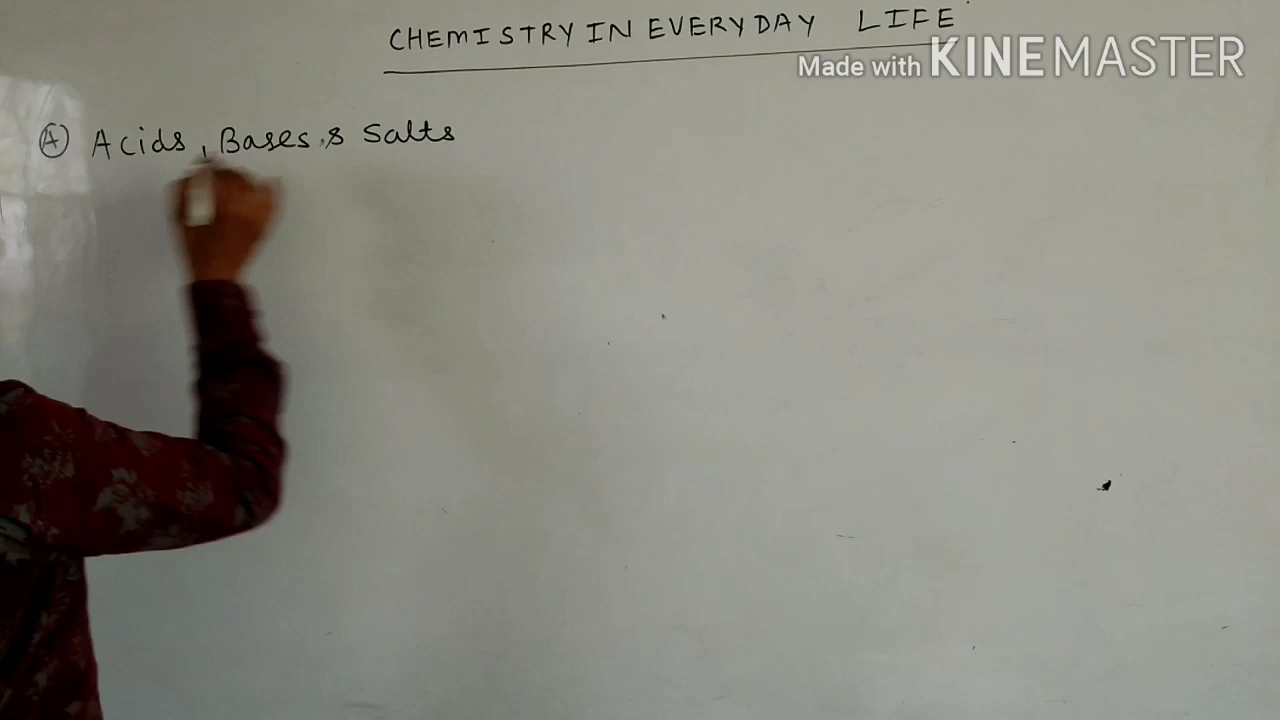 CHEMISTRY IN EVERYDAY LIFE
Made with KINEMASTER
Ⓐ Acids, Bases, & Salts